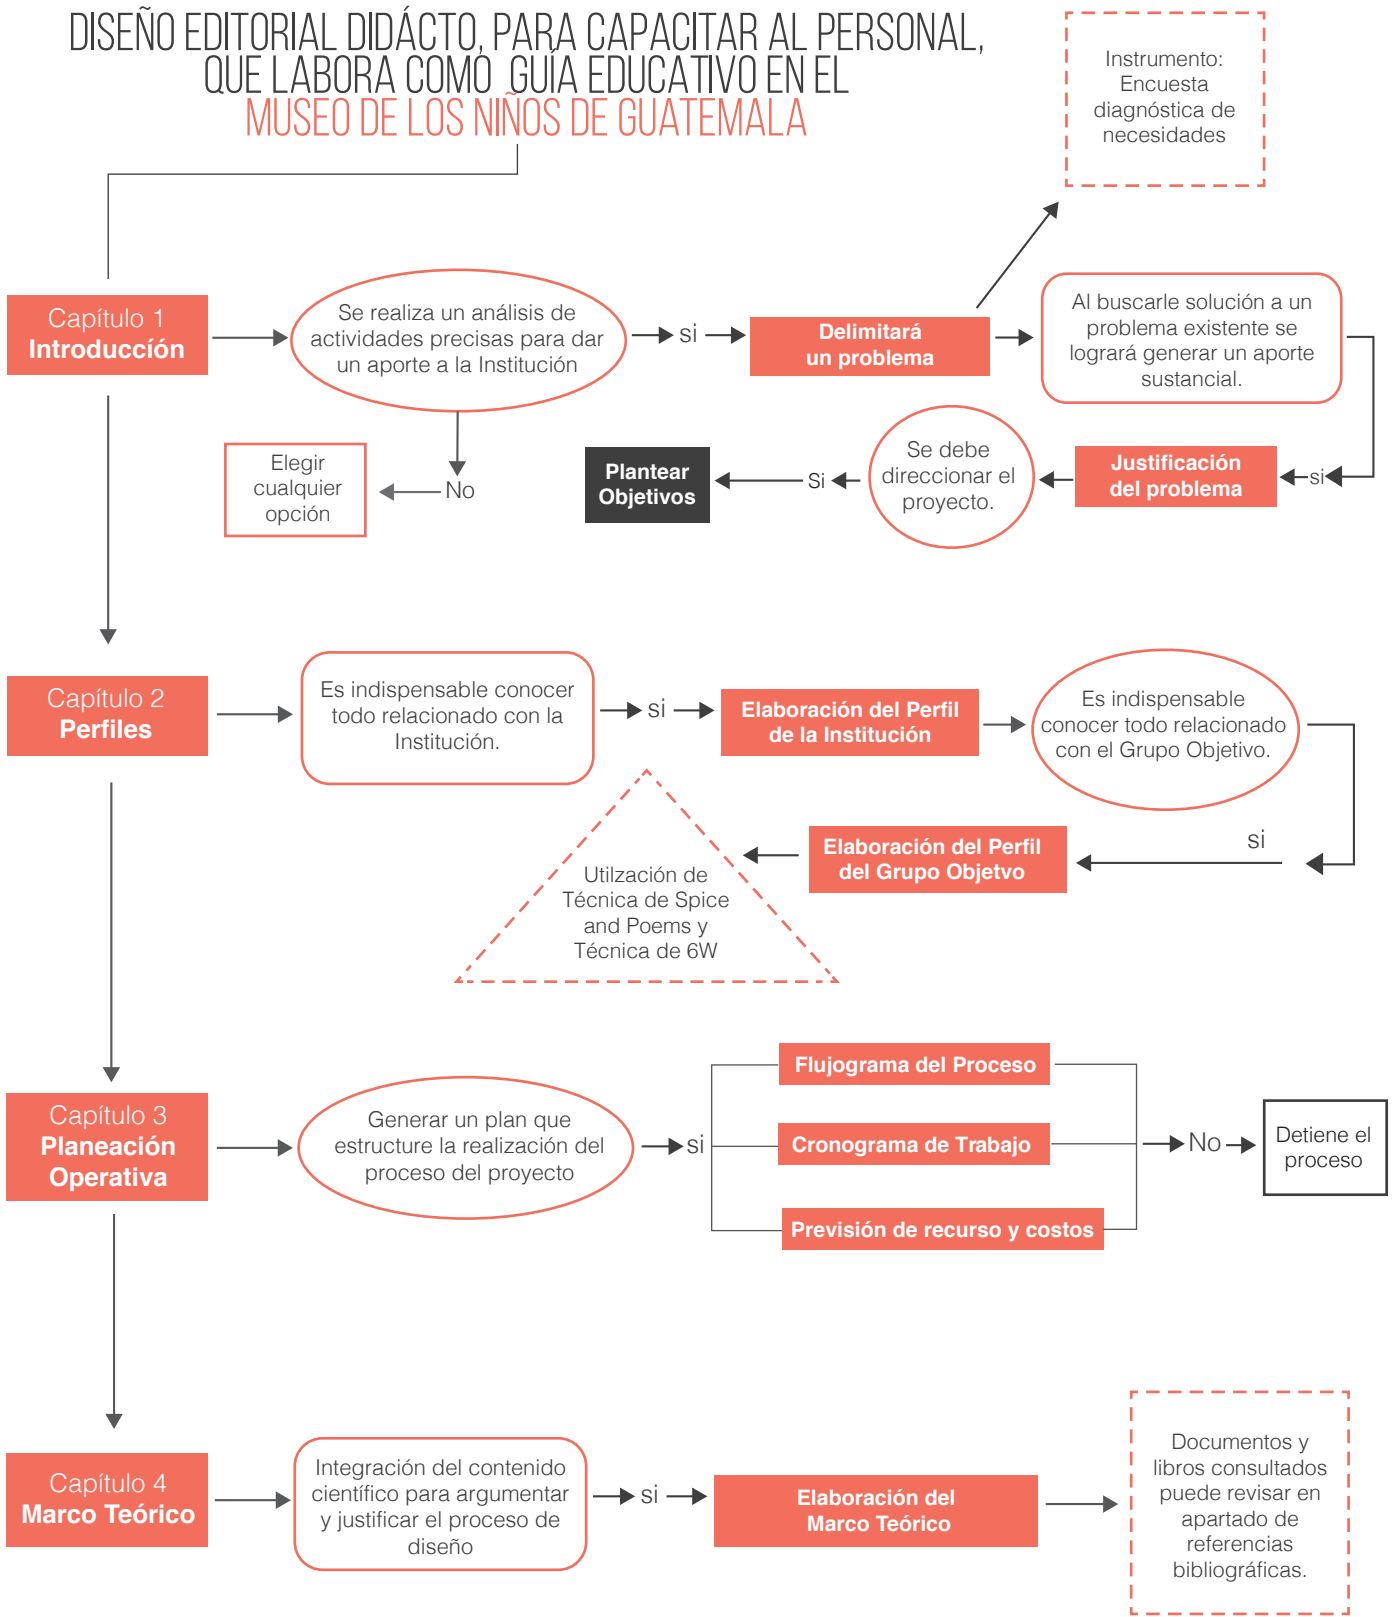 DISEÑO EDITORIAL DIDÁCTO, PARA CAPACITAR AL PERSONAL,
QUE LABORA COMO GUÍA EDUCATIVO EN EL
MUSEO DE LOS NIÑOS DE GUATEMALA
Instrumento:
Encuesta
diagnóstica de
necesidades
Capítulo 1
Introduccíón
Se realiza un análisis de
actividades precisas para dar
un aporte a la Institución
si
Delimitará
un problema
Al buscarle solución a un
problema existente se
logrará generar un aporte
sustancial.
No
Elegir
cualquier
opción
si
Justificación
del problema
Se debe
direccionar el
proyecto.
Si
Plantear
Objetivos
Capítulo 2
Perfiles
Es indispensable conocer
todo relacionado con la
Institución.
si
Elaboración del Perfil
de la Institución
Es indispensable
conocer todo relacionado
con el Grupo Objetivo.
si
Elaboración del Perfil
del Grupo Objetvo
Utilzación de
Técnica de Spice
and Poems y
Técnica de 6W
Capítulo 3
Planeación
Operativa
Generar un plan que
estructure la realización del
proceso del proyecto
si
Flujograma del Proceso
Cronograma de Trabajo
Previsión de recurso y costos
No
Detiene el
proceso
Capítulo 4
Marco Teórico
Integración del contenido
científico para argumentar
y justificar el proceso de
diseño
si
Elaboración del
Marco Teórico
Documentos y
libros consultados
puede revisar en
apartado de
referencias
bibliográficas.